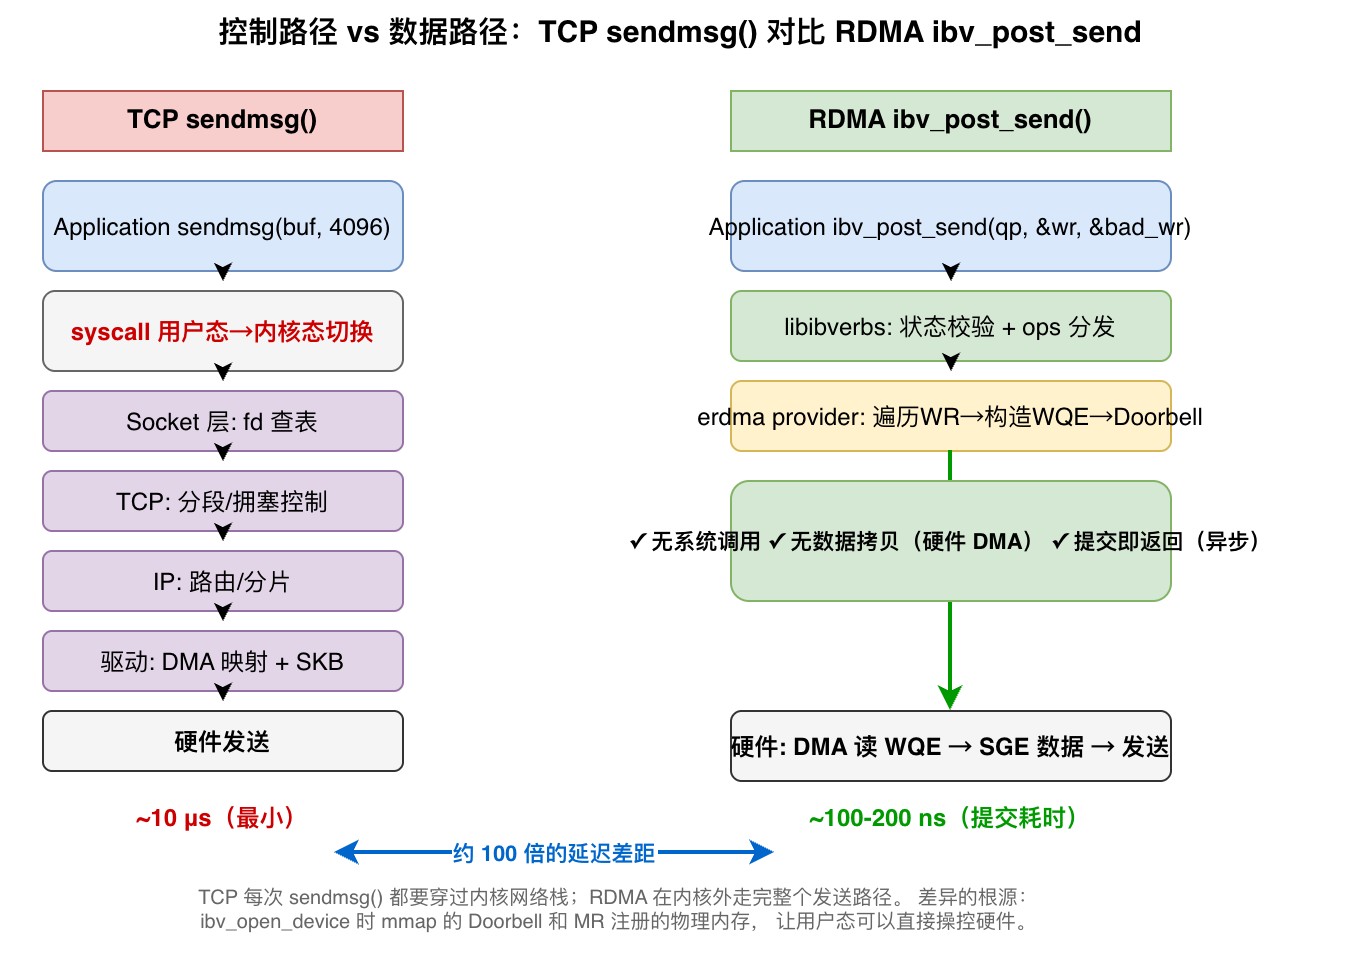 控制路径 vs 数据路径：TCP sendmsg() 对比 RDMA ibv_post_send
TCP sendmsg()
Application sendmsg(buf, 4096)
syscall 用户态→内核态切换
Socket 层: fd 查表
TCP: 分段/拥塞控制
IP: 路由/分片
驱动: DMA 映射 + SKB
硬件发送
~10 µs（最小）
RDMA ibv_post_send()
Application ibv_post_send(qp, &wr, &bad_wr)
libibverbs: 状态校验 + ops 分发
erdma provider: 遍历WR→构造WQE→Doorbell
✓ 无系统调用 ✓ 无数据拷贝（硬件 DMA） ✓ 提交即返回（异步）
硬件: DMA 读 WQE → SGE 数据 → 发送
~100-200 ns（提交耗时）
约 100 倍的延迟差距
TCP 每次 sendmsg() 都要穿过内核网络栈；RDMA 在内核外走完整个发送路径。 差异的根源：
ibv_open_device 时 mmap 的 Doorbell 和 MR 注册的物理内存， 让用户态可以直接操控硬件。